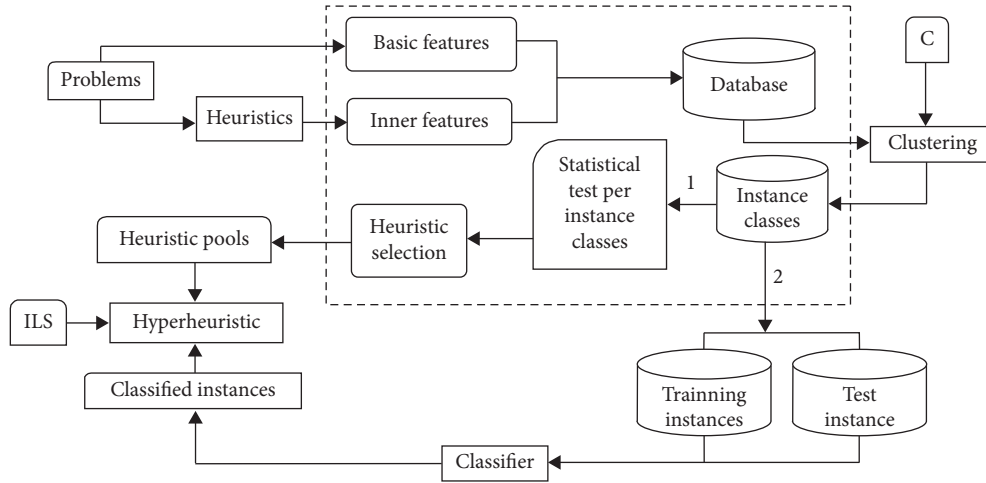 Basic features
C
Problems
Database
Heuristics
Inner features
Clustering
Statistical
test per
instance
classes
1
Instance
classes
Heuristic pools
Heuristic
selection
2
ILS
Hyperheuristic
Classified instances
Trainning
instances
Test
instance
Classifier